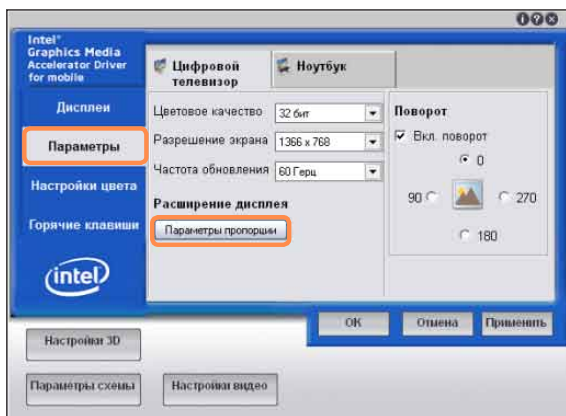 Intel®
Graphics Media
Accelerator Driver
for mobile
Дисплеи
Параметры
Настройки цвета
Горячие клавиши
intel
Цифровой
телевизор
Ноутбук
Цветовое качество
32 бит
Разрешение экрана
1366 x 768
Частота обновления
60 Герц
Расширение дисплея
Параметры пропорции
Поворот
Вкл. поворот
0
90
270
180
OK
Отмена
Применить
Настройки 3D
Параметры схемы
Настройки видео